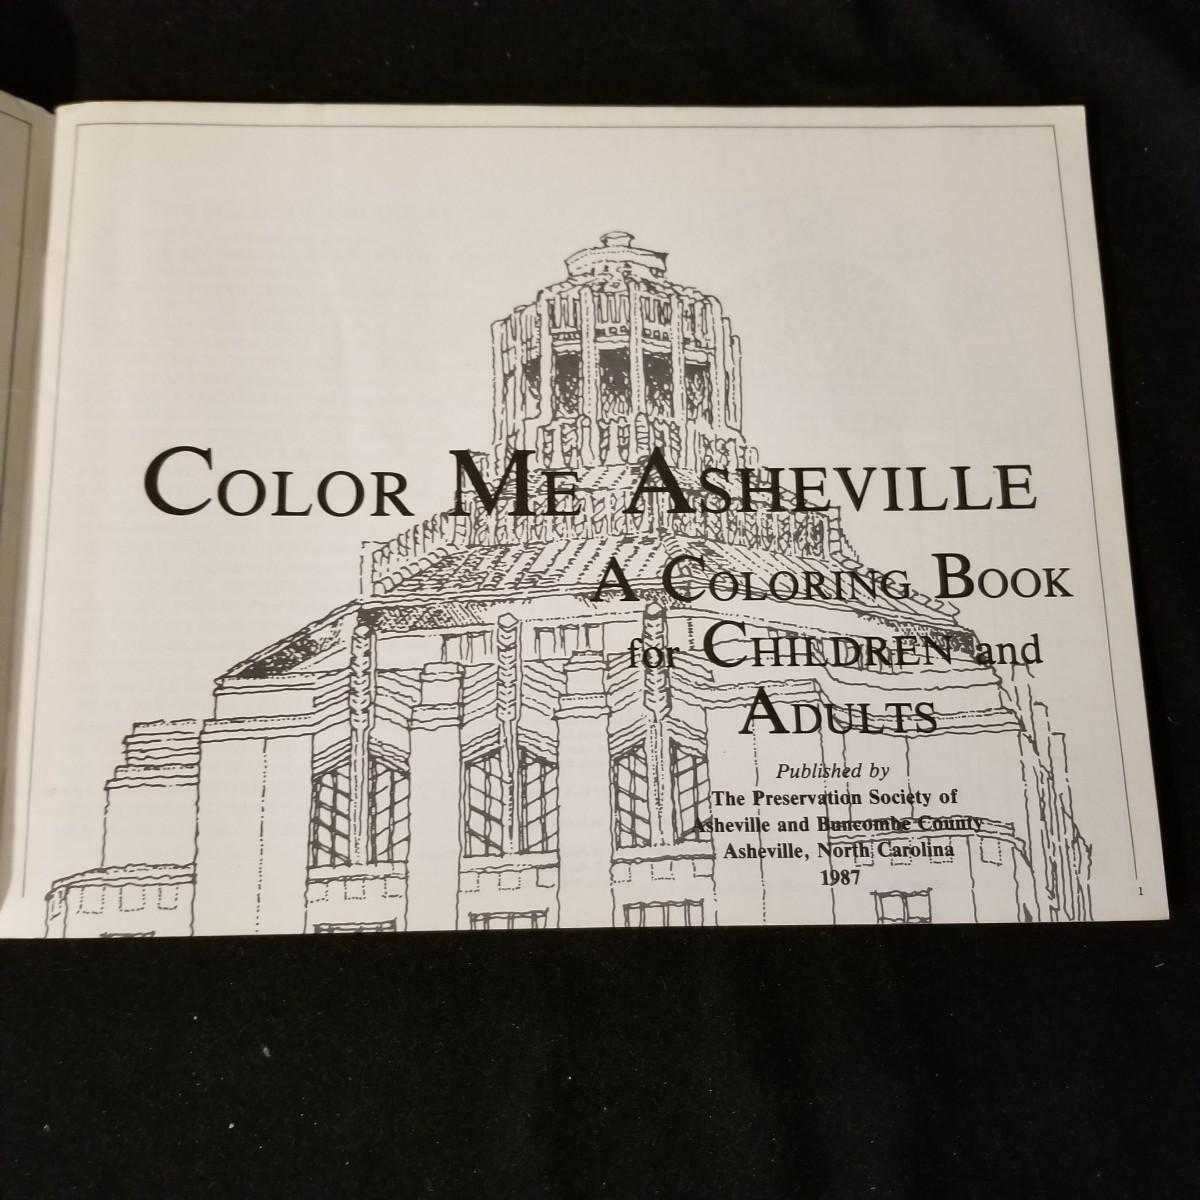 COLOR ME ASHEVILLE
A COLORING BOOK
for CHILDREN and
ADULTS
Published by
The Preservation Society of
Asheville and Buncombe County
Asheville, North Carolina
1987
1